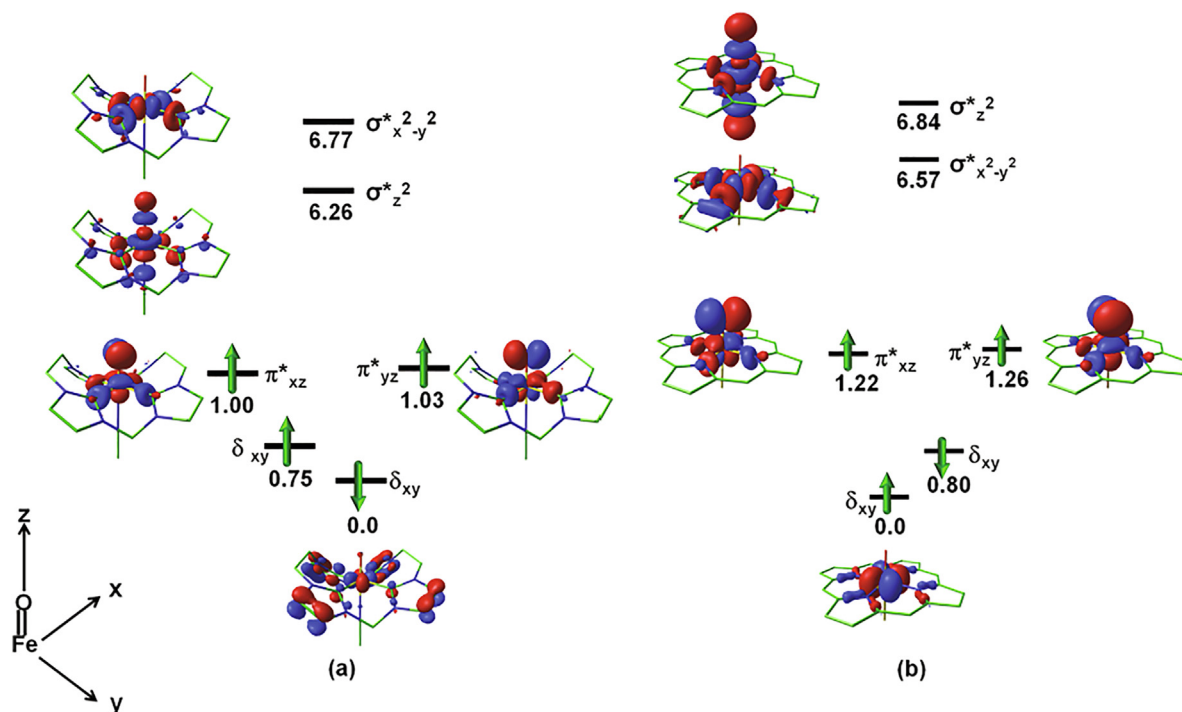 σ*x²-y²
6.77
σ*z²
6.26
π*xz
1.00
π*yz
1.03
δ xy
0.75
δxy
0.0
(a)
σ*z²
6.84
σ*x²-y²
6.57
π*xz
1.22
π*yz
1.26
δxy
0.80
δxy
0.0
(b)
z
x
O
Fe
y